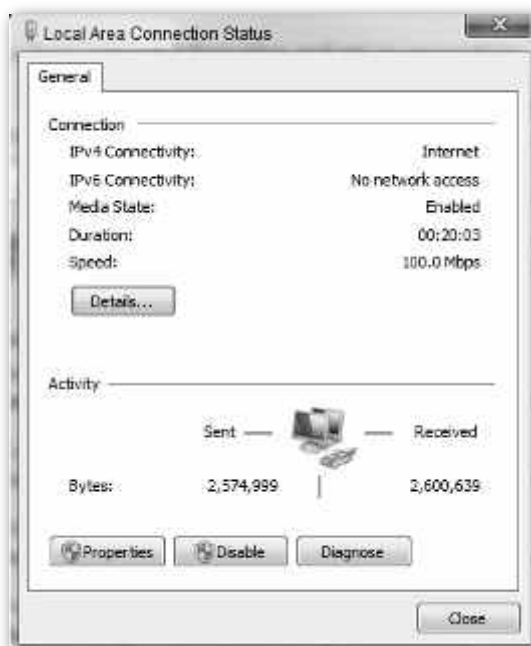 Local Area Connection Status
General
Connection
IPv4 Connectivity: Internet
IPv6 Connectivity: No network access
Media State: Enabled
Duration: 00:20:03
Speed: 100.0 Mbps
Details...
Activity
Sent Received
Bytes: 2,574,999 2,600,639
Properties Disable Diagnose
Close